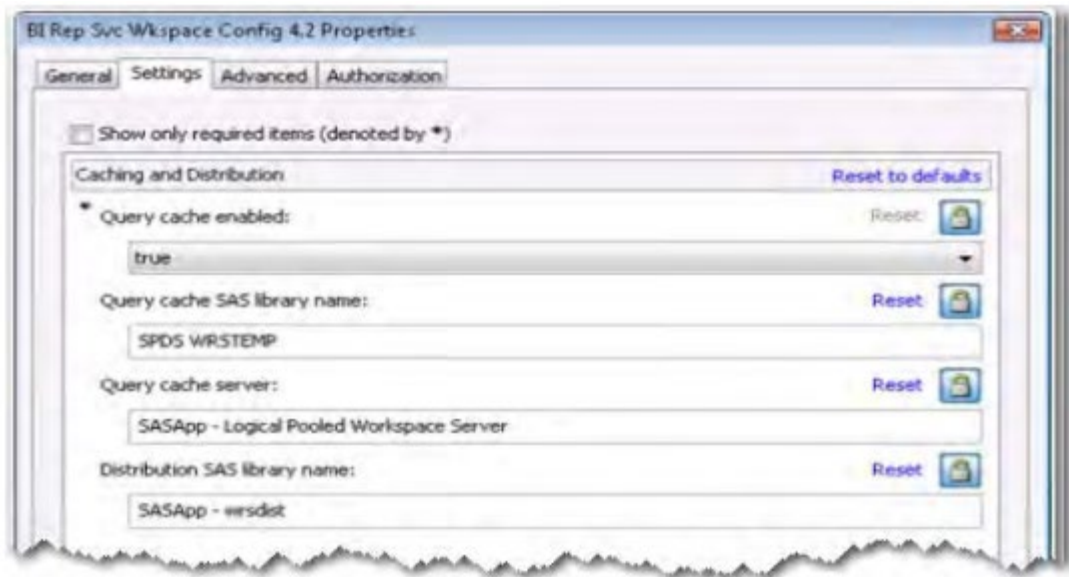 BI Rep Svc Wkspace Config 4.2 Properties
General Settings Advanced Authorization
Show only required items (denoted by *)
Caching and Distribution Reset to defaults
* Query cache enabled: Reset
true
Query cache SAS library name: Reset
SPDS WRSTEMP
Query cache server: Reset
SASApp - Logical Pooled Workspace Server
Distribution SAS library name: Reset
SASApp - wrsdist